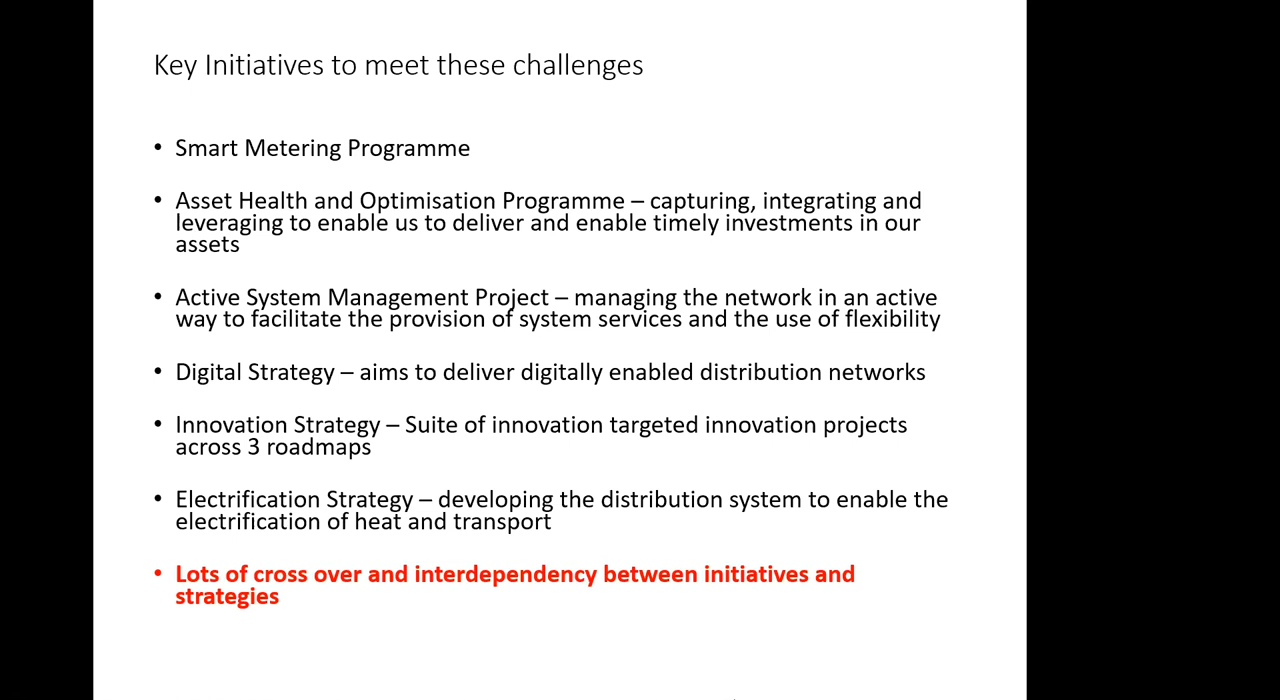 Key Initiatives to meet these challenges
• Smart Metering Programme
• Asset Health and Optimisation Programme – capturing, integrating and
leveraging to enable us to deliver and enable timely investments in our
assets
• Active System Management Project – managing the network in an active
way to facilitate the provision of system services and the use of flexibility
• Digital Strategy – aims to deliver digitally enabled distribution networks
• Innovation Strategy – Suite of innovation targeted innovation projects
across 3 roadmaps
• Electrification Strategy – developing the distribution system to enable the
electrification of heat and transport
• Lots of cross over and interdependency between initiatives and
strategies